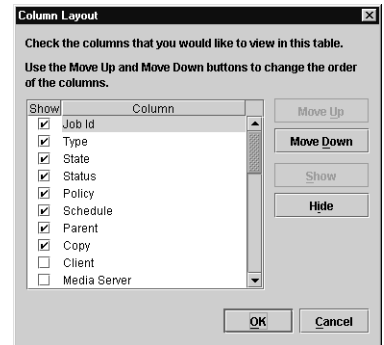 Column Layout
Check the columns that you would like to view in this table.
Use the Move Up and Move Down buttons to change the order
of the columns.
Show Column
Job Id
Type
State
Status
Policy
Schedule
Parent
Copy
Client
Media Server
Move Up
Move Down
Show
Hide
OK Cancel